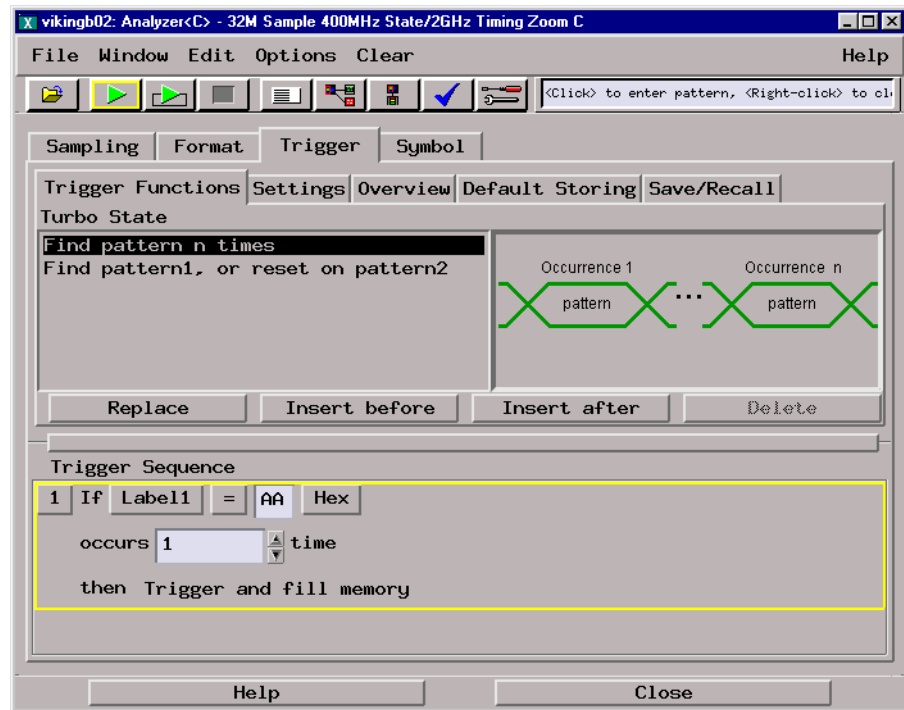 X vikingb02: Analyzer<C> - 32M Sample 400MHz State/2GHz Timing Zoom C
File Window Edit Options Clear Help
<Click> to enter pattern, <Right-click> to cl
Sampling Format Trigger Symbol
Trigger Functions Settings Overview Default Storing Save/Recall
Turbo State
Find pattern n times
Find pattern1, or reset on pattern2
Occurrence 1 Occurrence n
pattern ... pattern
Replace Insert before Insert after Delete
Trigger Sequence
1 If Label1 = AA Hex
occurs 1 time
then Trigger and fill memory
Help Close